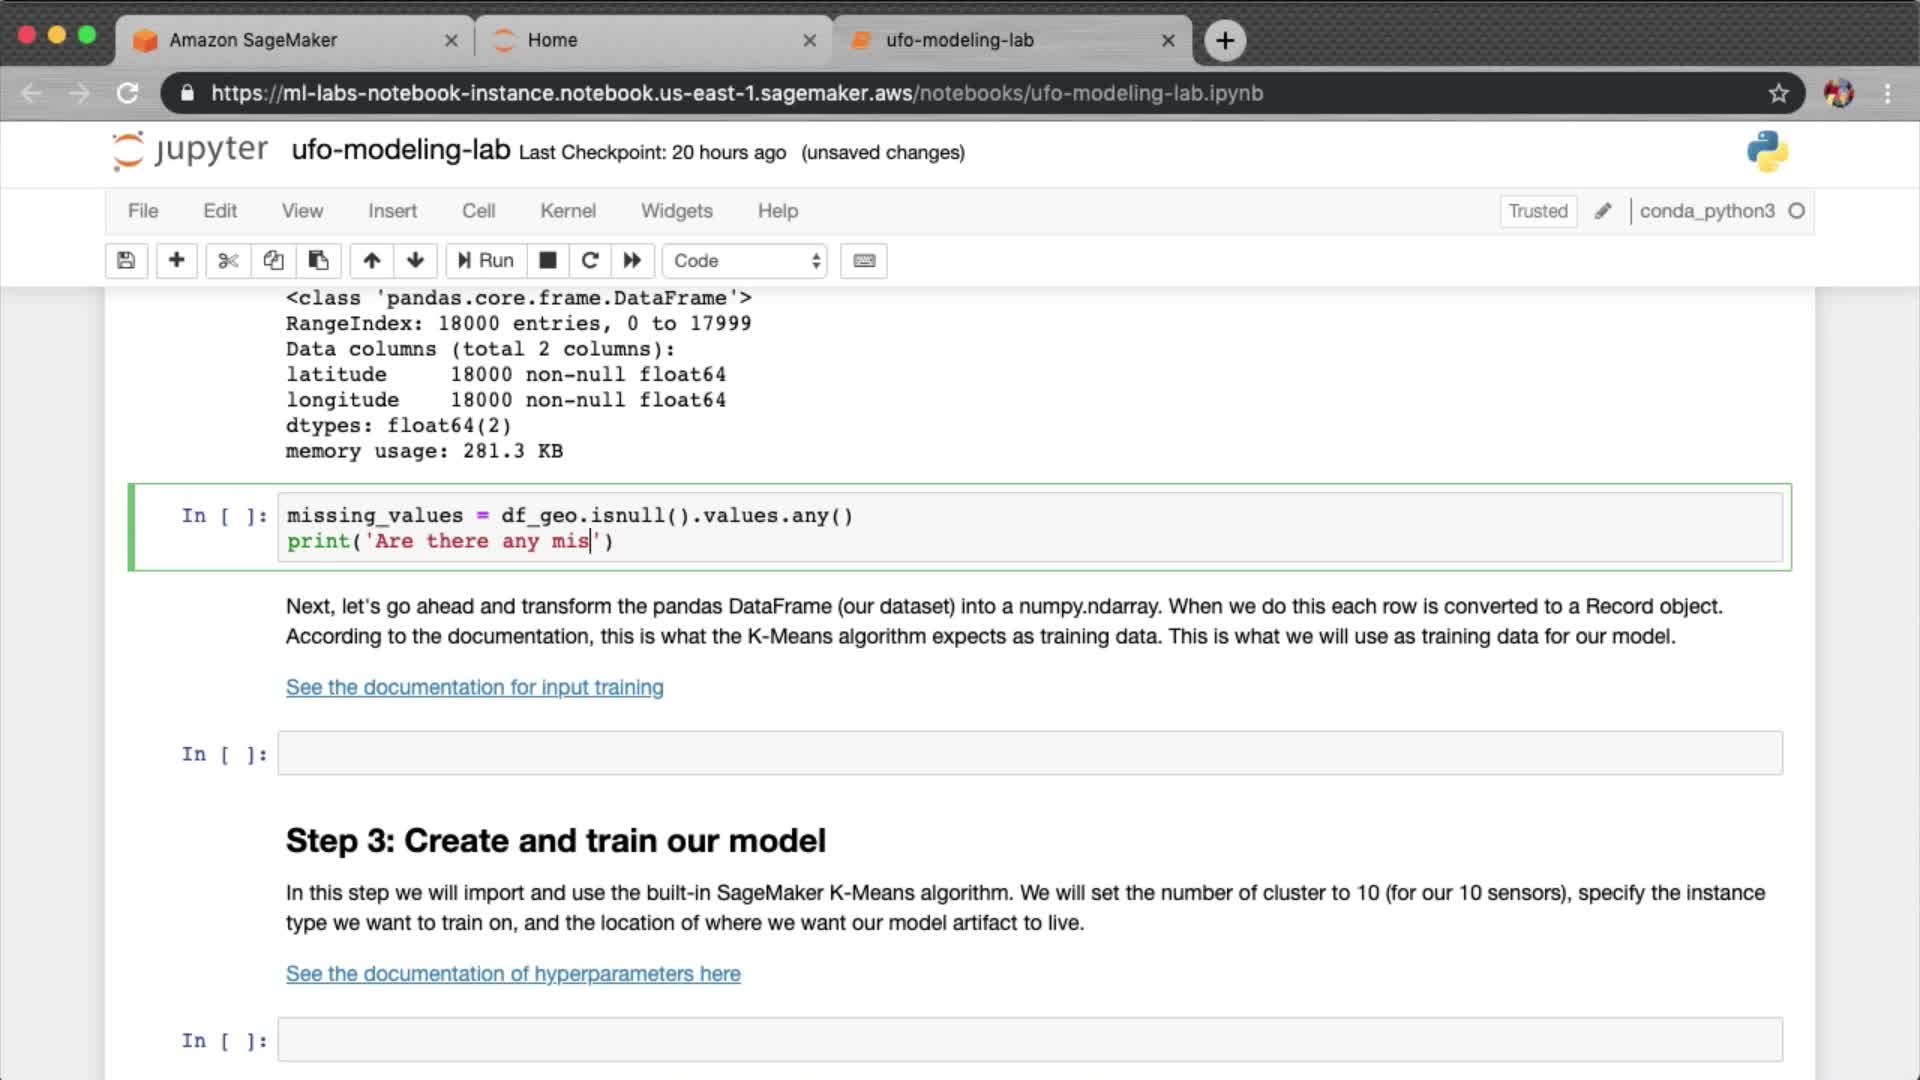 Amazon SageMaker
Home
ufo-modeling-lab
https://ml-labs-notebook-instance.notebook.us-east-1.sagemaker.aws/notebooks/ufo-modeling-lab.ipynb
jupyter ufo-modeling-lab Last Checkpoint: 20 hours ago (unsaved changes)
File Edit View Insert Cell Kernel Widgets Help Trusted conda_python3
Run Code
<class 'pandas.core.frame.DataFrame'>
RangeIndex: 18000 entries, 0 to 17999
Data columns (total 2 columns):
latitude 18000 non-null float64
longitude 18000 non-null float64
dtypes: float64(2)
memory usage: 281.3 KB
In [ ]: missing_values = df_geo.isnull().values.any()
print('Are there any mis')
Next, let's go ahead and transform the pandas DataFrame (our dataset) into a numpy.ndarray. When we do this each row is converted to a Record object.
According to the documentation, this is what the K-Means algorithm expects as training data. This is what we will use as training data for our model.
See the documentation for input training
In [ ]:
Step 3: Create and train our model
In this step we will import and use the built-in SageMaker K-Means algorithm. We will set the number of cluster to 10 (for our 10 sensors), specify the instance
type we want to train on, and the location of where we want our model artifact to live.
See the documentation of hyperparameters here
In [ ]: